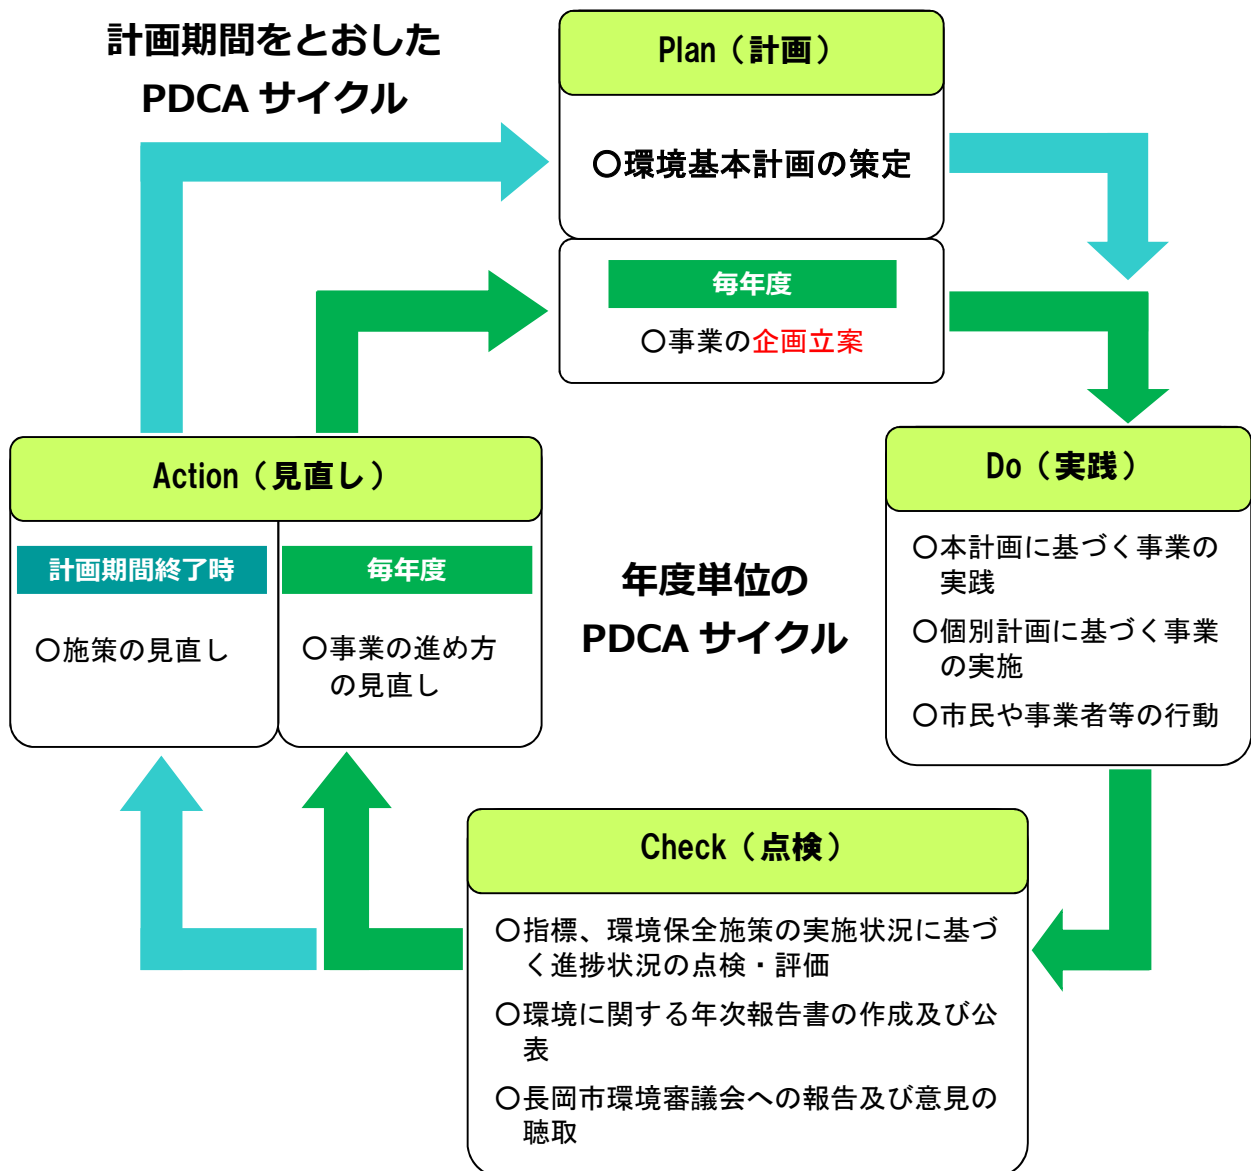 計画期間をとおした
PDCA サイクル
Plan（計画）
〇環境基本計画の策定
毎年度
〇事業の企画立案
Action（見直し）
計画期間終了時
〇施策の見直し
毎年度
〇事業の進め方
の見直し
年度単位の
PDCA サイクル
Do（実践）
〇本計画に基づく事業の
実践
〇個別計画に基づく事業
の実施
〇市民や事業者等の行動
Check（点検）
〇指標、環境保全施策の実施状況に基づ
く進捗状況の点検・評価
〇環境に関する年次報告書の作成及び公
表
〇長岡市環境審議会への報告及び意見の
聴取